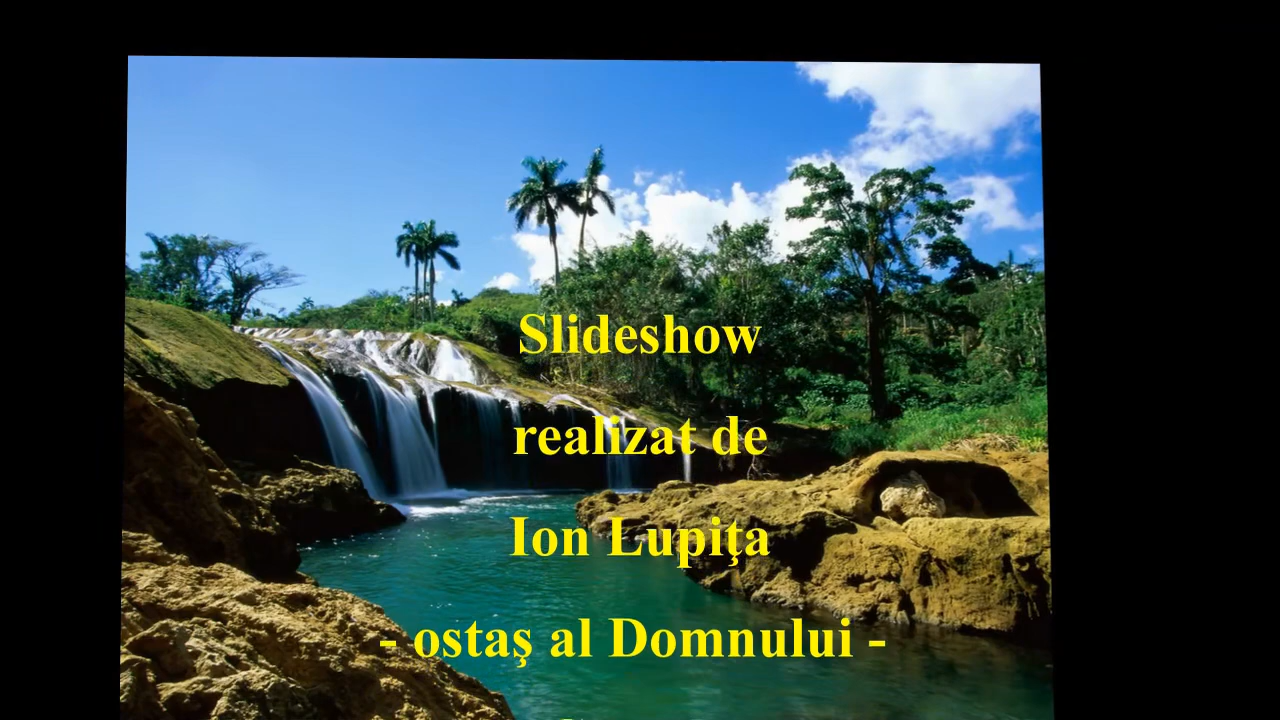 Slideshow
realizat de
Ion Lupiţa
- ostaş al Domnului -